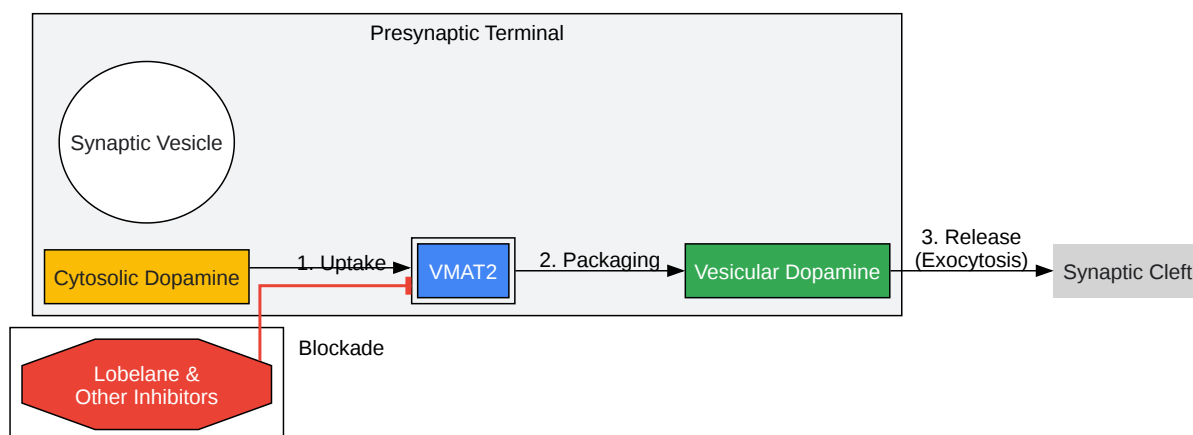 Presynaptic Terminal
Synaptic Vesicle
Cytosolic Dopamine
1. Uptake
VMAT2
2. Packaging
Vesicular Dopamine
3. Release
(Exocytosis)
Synaptic Cleft
Blockade
Lobelane &
Other Inhibitors